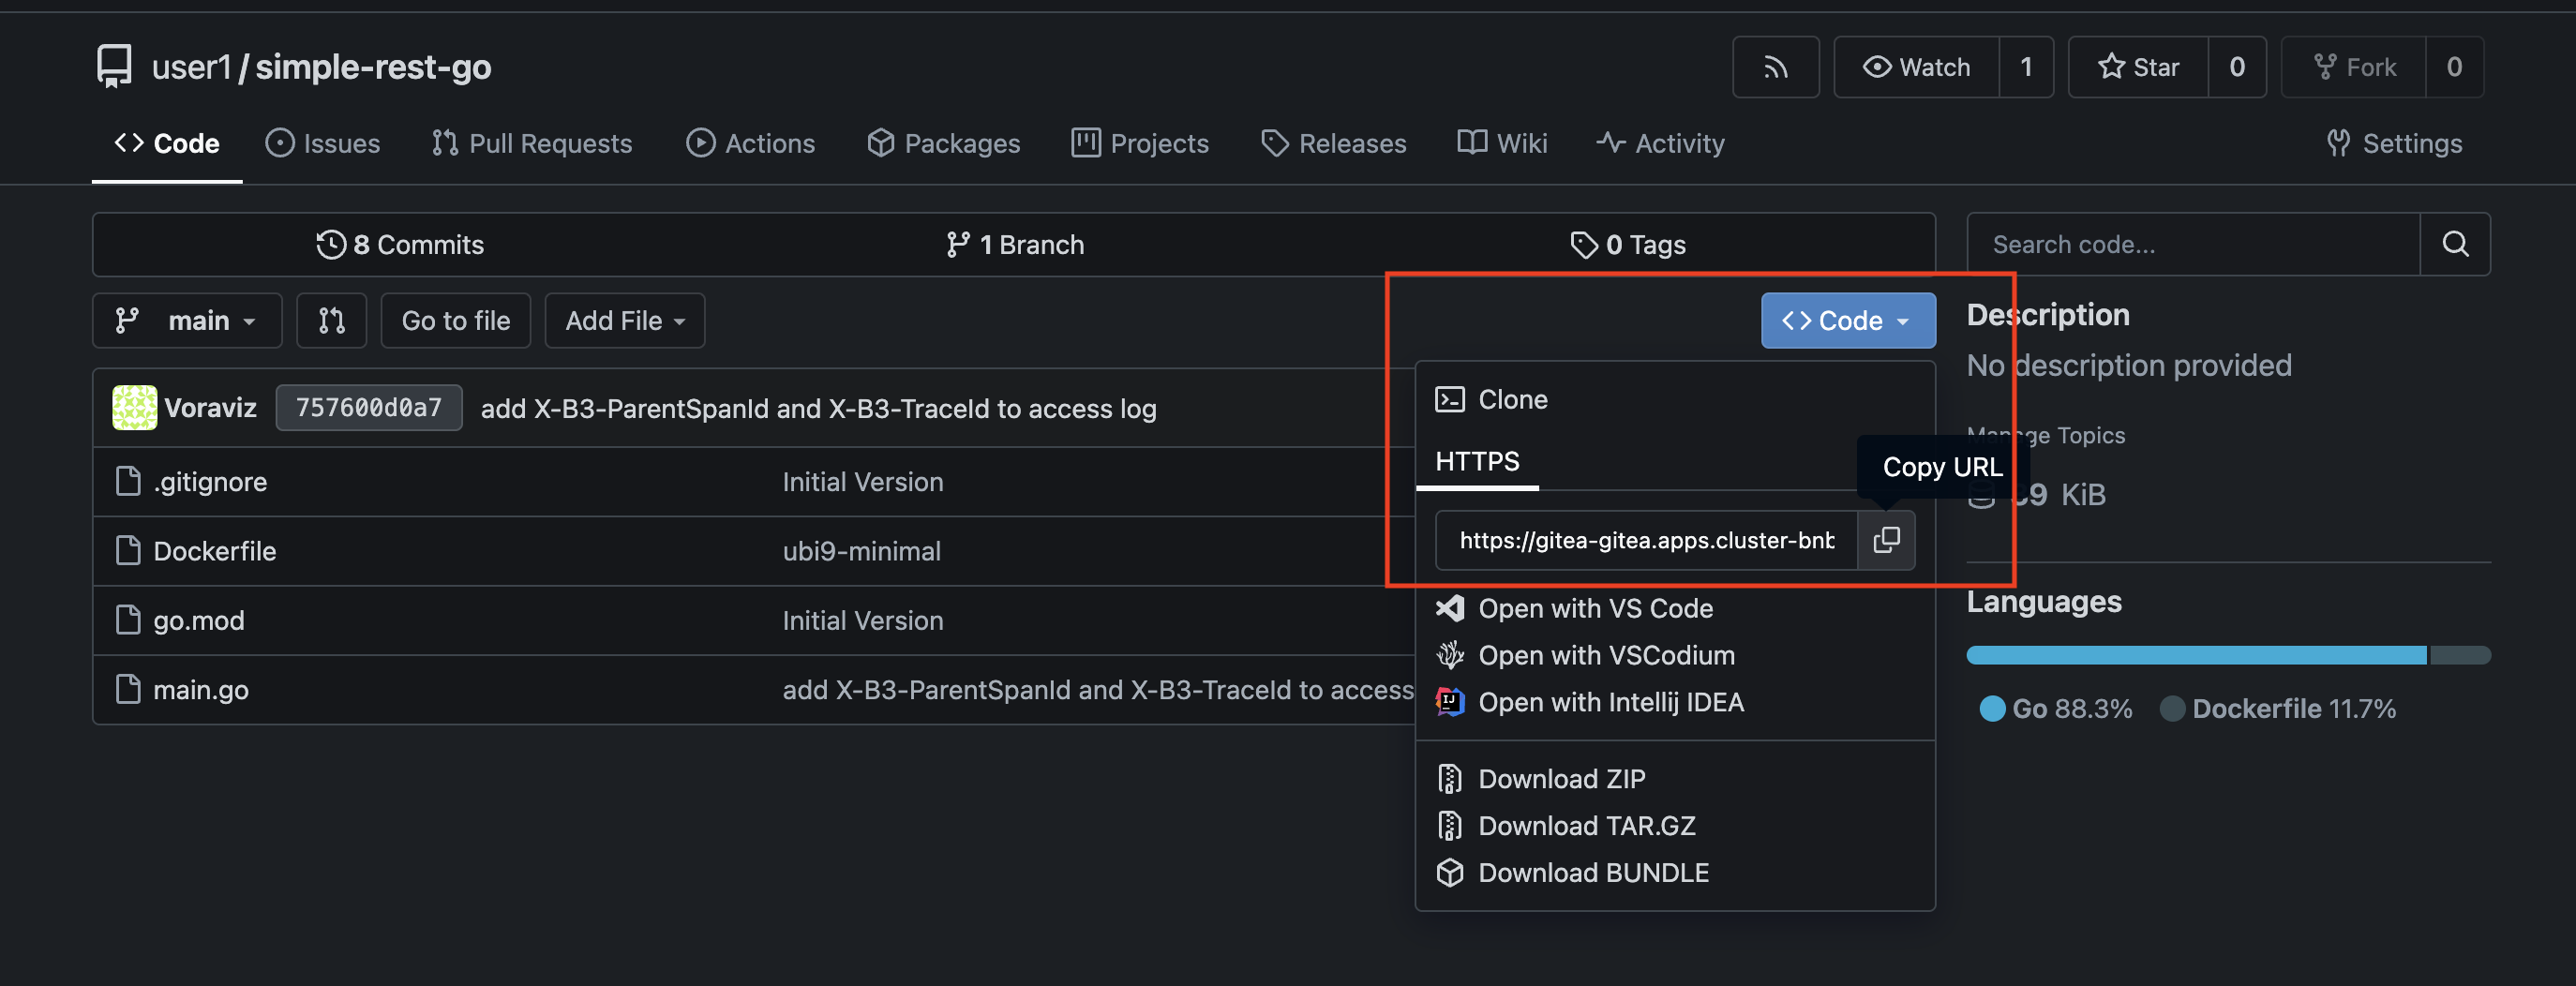 user1 / simple-rest-go
Watch 1
Star 0
Fork 0
Code
Issues
Pull Requests
Actions
Packages
Projects
Releases
Wiki
Activity
Settings
8 Commits
1 Branch
0 Tags
Search code...
main
Go to file
Add File
Code
Voraviz 757600d0a7 add X-B3-ParentSpanId and X-B3-TraceId to access log
.gitignore Initial Version
Dockerfile ubi9-minimal
go.mod Initial Version
main.go add X-B3-ParentSpanId and X-B3-TraceId to access
Clone
HTTPS
Copy URL
https://gitea-gitea.apps.cluster-bnb
Open with VS Code
Open with VSCodium
Open with Intellij IDEA
Download ZIP
Download TAR.GZ
Download BUNDLE
Description
No description provided
Manage Topics
KiB
Languages
Go 88.3%
Dockerfile 11.7%